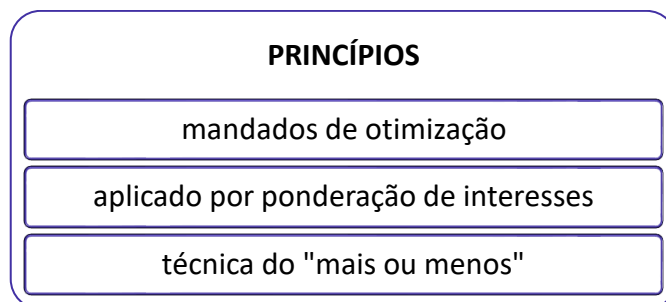 PRINCÍPIOS
mandados de otimização
aplicado por ponderação de interesses
técnica do "mais ou menos"